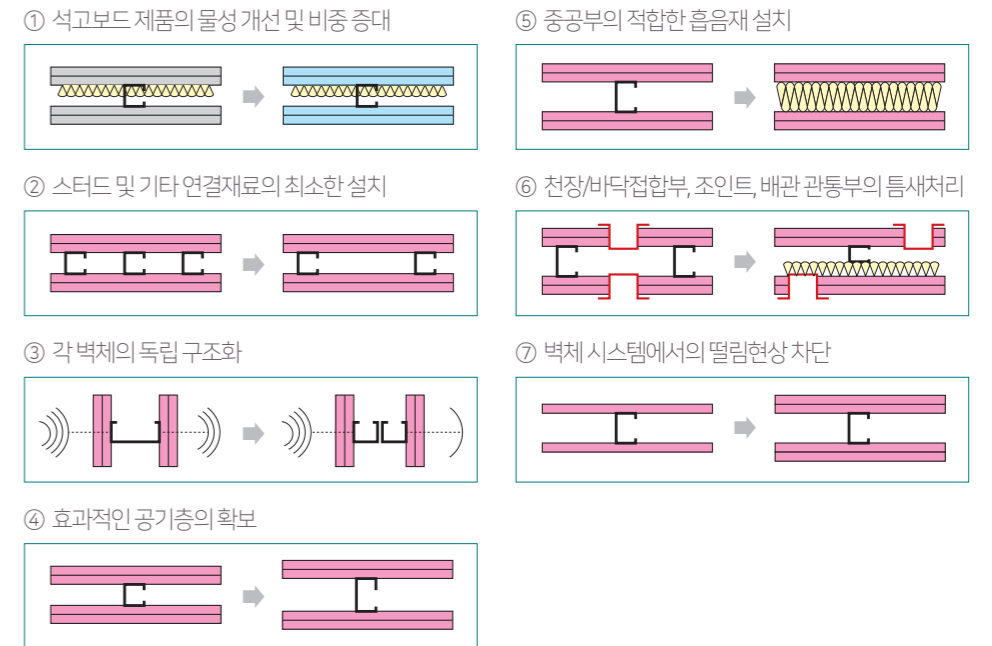 ① 석고보드 제품의 물성 개선 및 비중 증대
② 스터드 및 기타 연결재료의 최소한 설치
③ 각 벽체의 독립 구조화
④ 효과적인 공기층의 확보
⑤ 중공부의 적합한 흡음재 설치
⑥ 천장/바닥접합부, 조인트, 배관 관통부의 틈새처리
⑦ 벽체 시스템에서의 떨림현상 차단